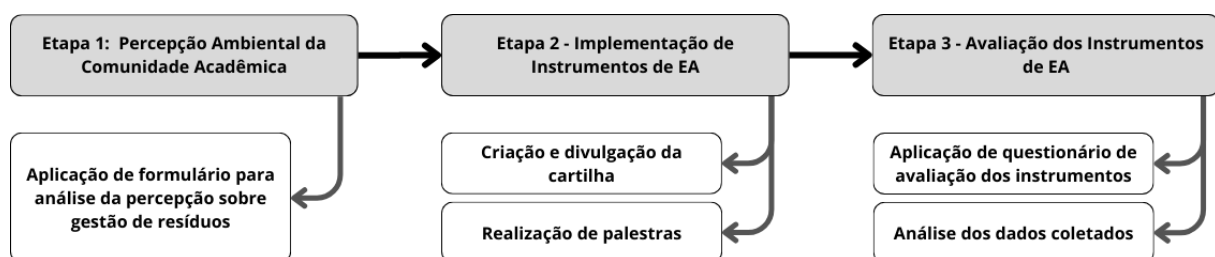 Etapa 1: Percepção Ambiental da
Comunidade Acadêmica
Etapa 2 - Implementação de
Instrumentos de EA
Etapa 3 - Avaliação dos Instrumentos
de EA
Aplicação de formulário para
análise da percepção sobre
gestão de resíduos
Criação e divulgação da
cartilha
Realização de palestras
Aplicação de questionário de
avaliação dos instrumentos
Análise dos dados coletados